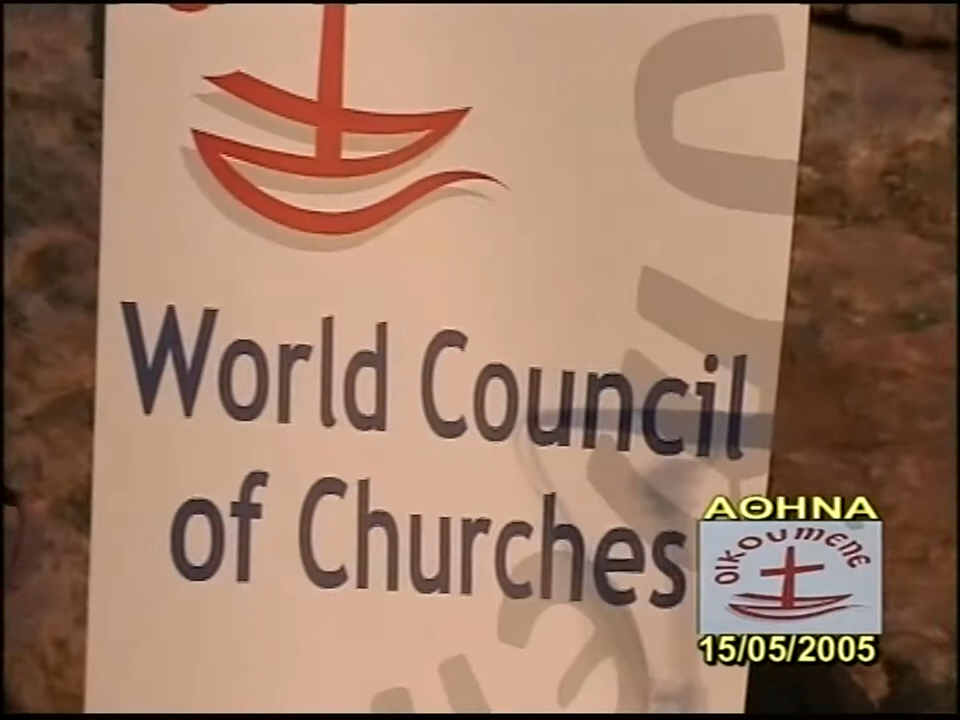 World Council
of Churches
ΑΘΗΝΑ
OIKOUMENE
15/05/2005